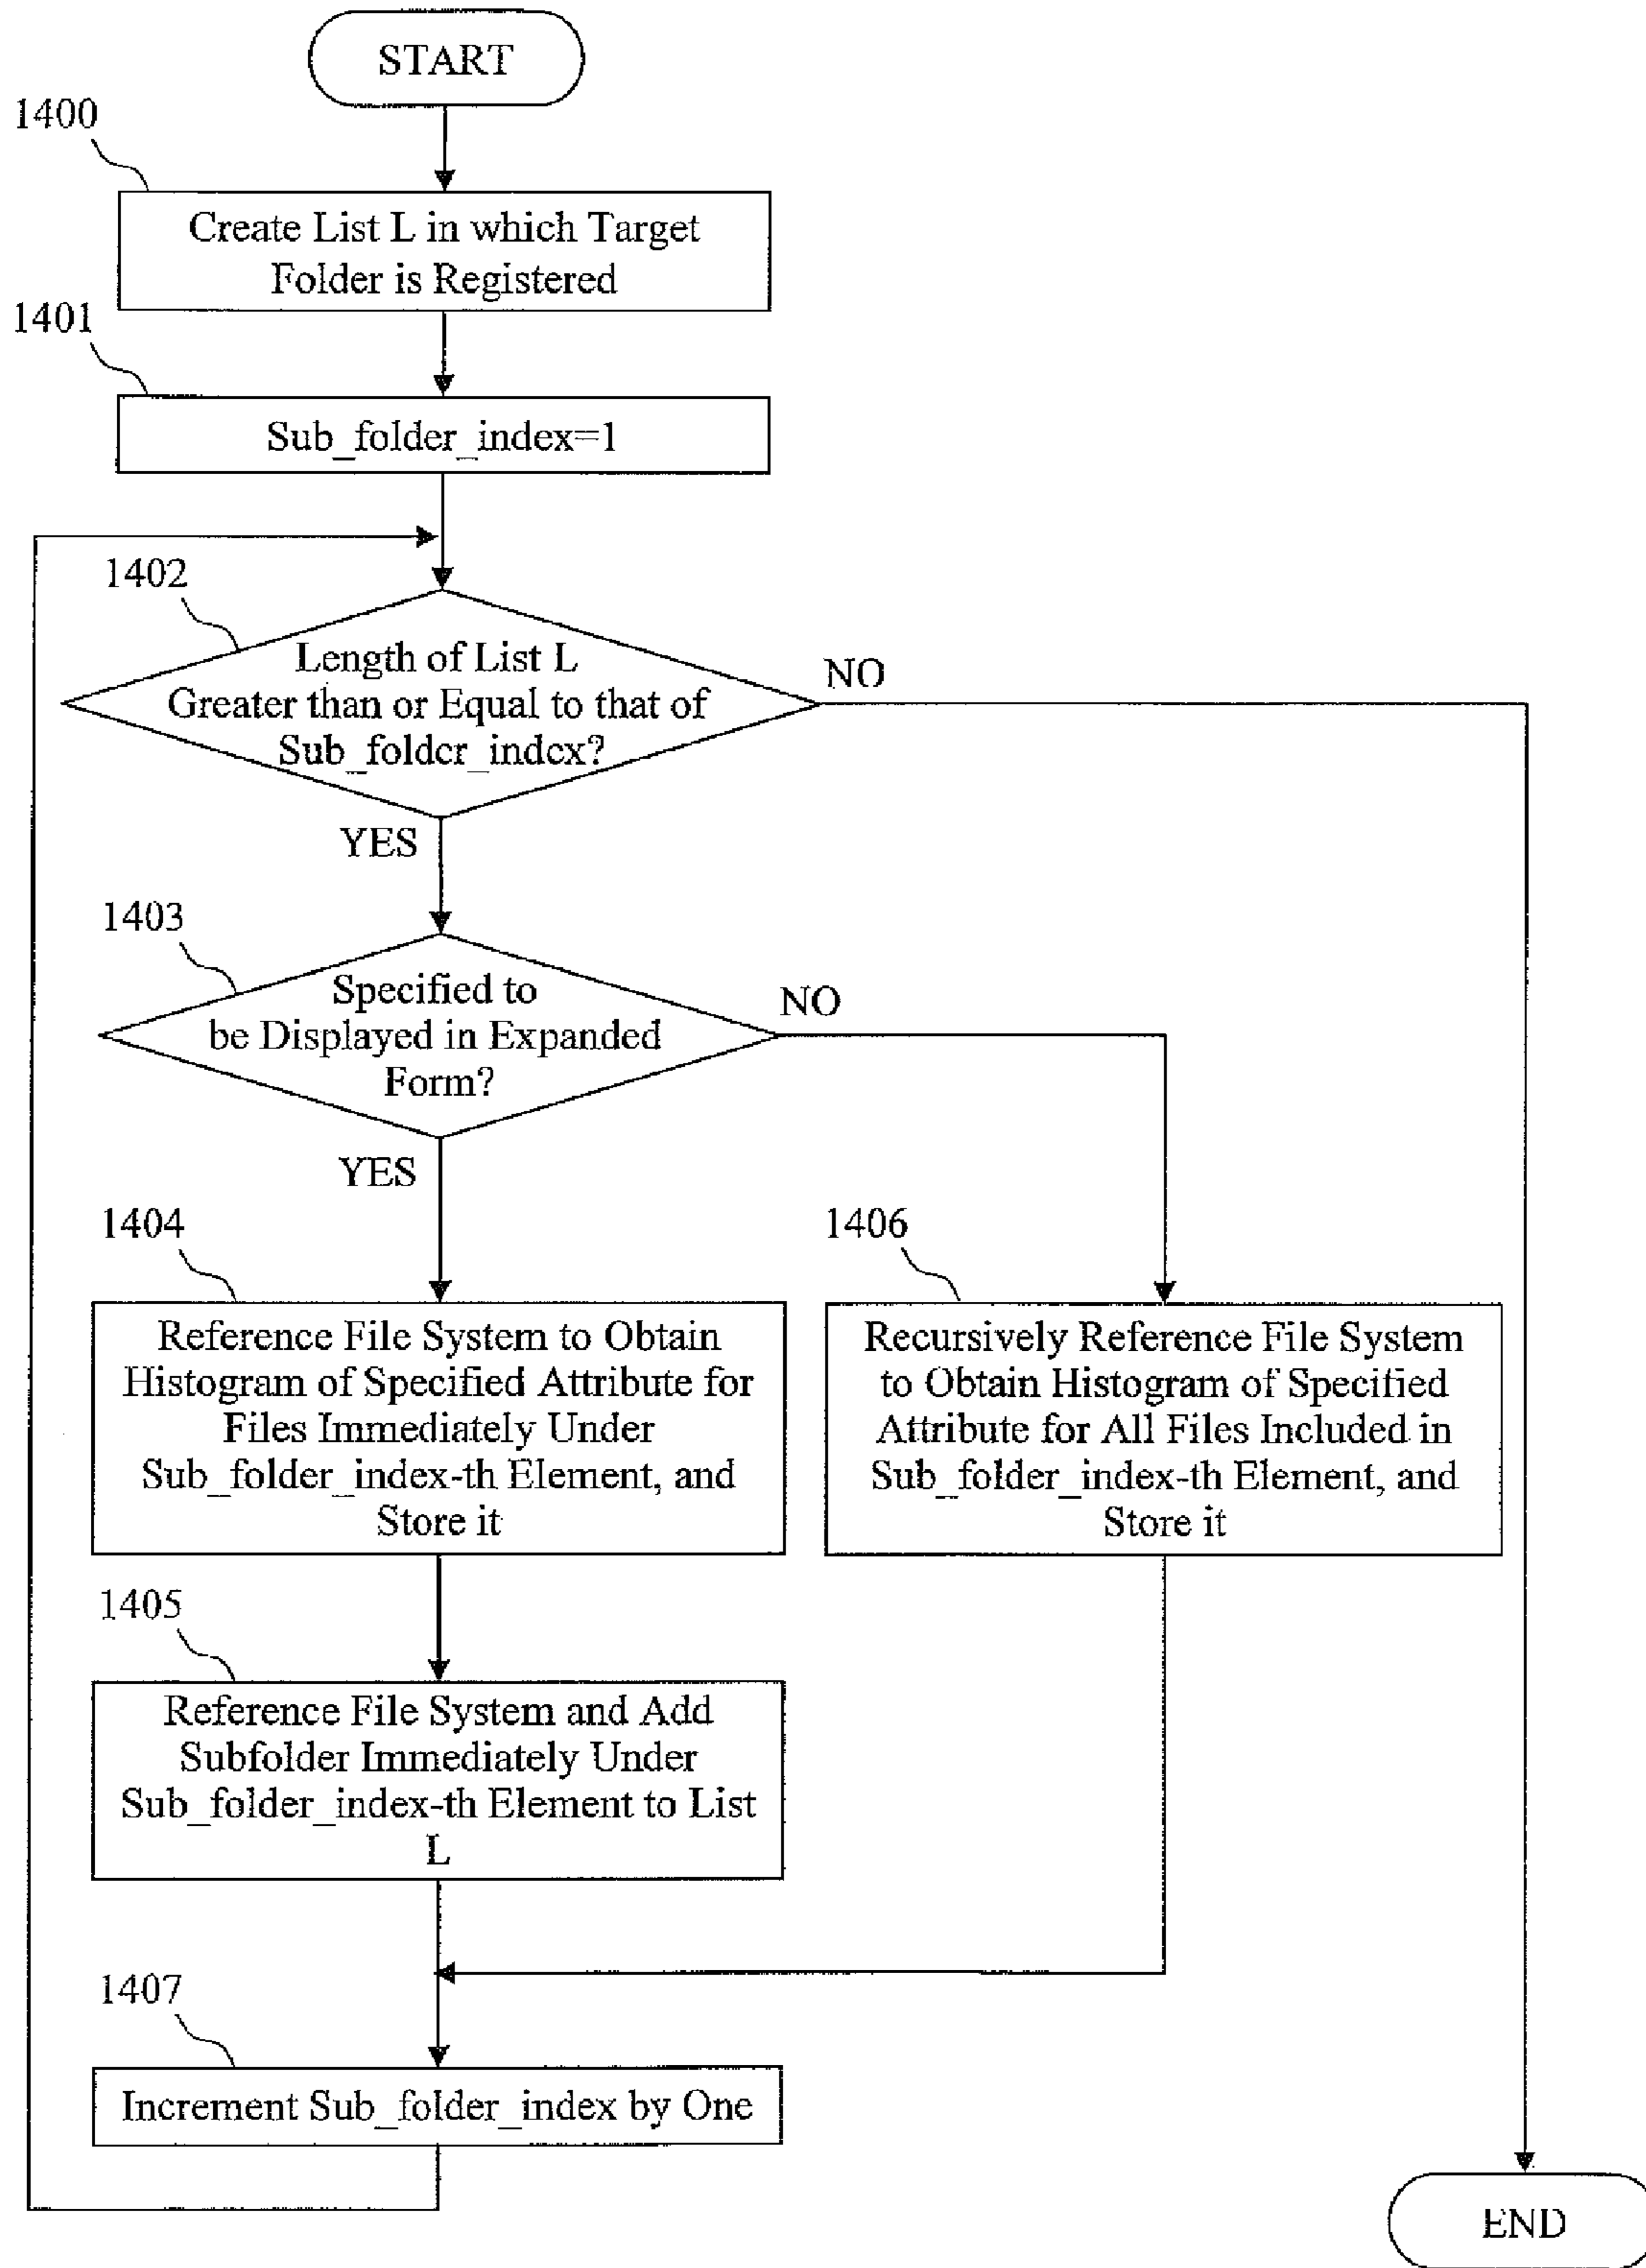 START
1400
Create List L in which Target
Folder is Registered
1401
Sub_folder_index=1
1402
Length of List L
Greater than or Equal to that of
Sub_folder_index?
NO
YES
1403
Specified to
be Displayed in Expanded
Form?
NO
YES
1404
Reference File System to Obtain
Histogram of Specified Attribute for
Files Immediately Under
Sub_folder_index-th Element, and
Store it
1406
Recursively Reference File System
to Obtain Histogram of Specified
Attribute for All Files Included in
Sub_folder_index-th Element, and
Store it
1405
Reference File System and Add
Subfolder Immediately Under
Sub_folder_index-th Element to List
L
1407
Increment Sub_folder_index by One
END